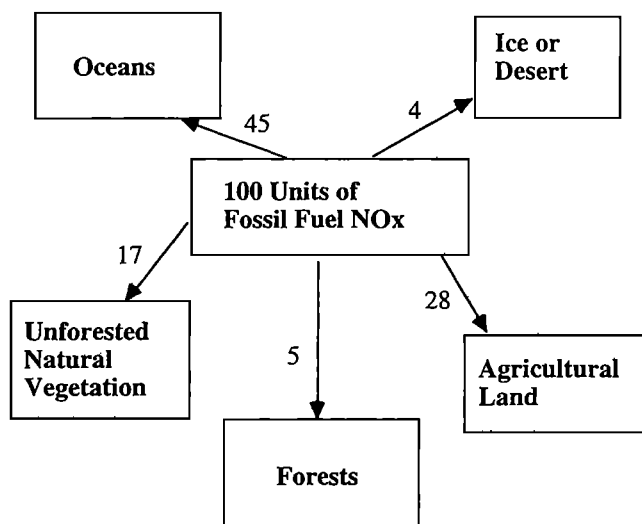 Oceans
Ice or
Desert
45
4
100 Units of
Fossil Fuel NOx
17
28
Unforested
Natural
Vegetation
5
Agricultural
Land
Forests